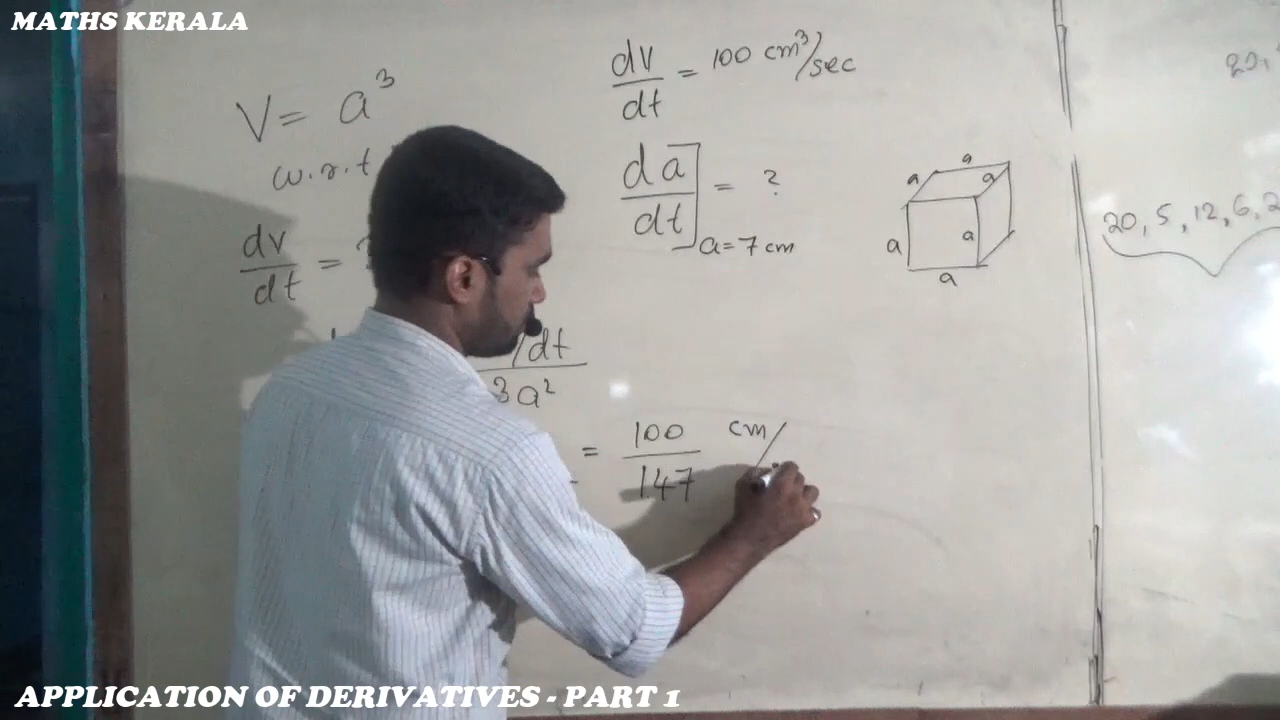 MATHS KERALA
V = a³
w.r.t
dv/dt =
/dt
3a²
= 100/147 cm/
dv/dt = 100 cm³/sec
da/dt]a=7 cm = ?
a
a a
a a
a
20, 5, 12, 6, 2
APPLICATION OF DERIVATIVES - PART 1